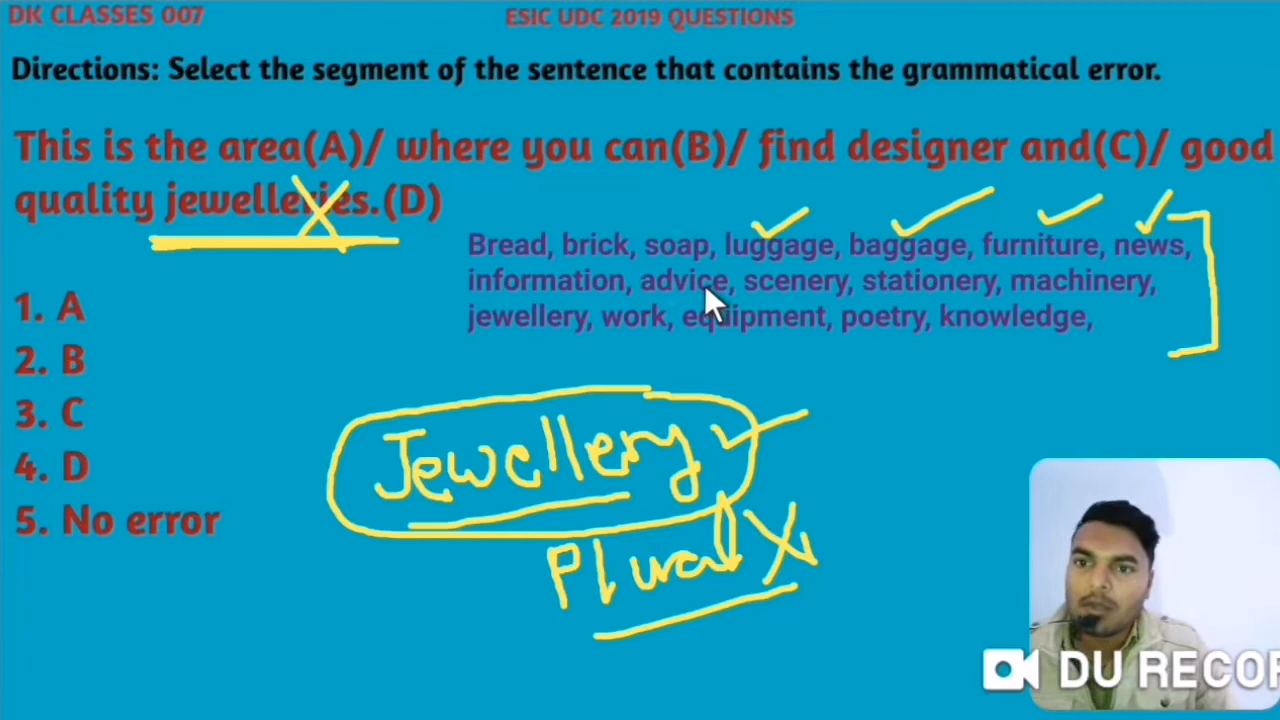 DK CLASSES 007
ESIC UDC 2019 QUESTIONS
Directions: Select the segment of the sentence that contains the grammatical error.
This is the area(A)/ where you can(B)/ find designer and(C)/ good
quality jewelleries.(D)
Bread, brick, soap, luggage, baggage, furniture, news,
information, advice, scenery, stationery, machinery,
jewellery, work, equipment, poetry, knowledge,
1. A
2. B
3. C
4. D
5. No error
Jewellery
Plural
DU RECOR